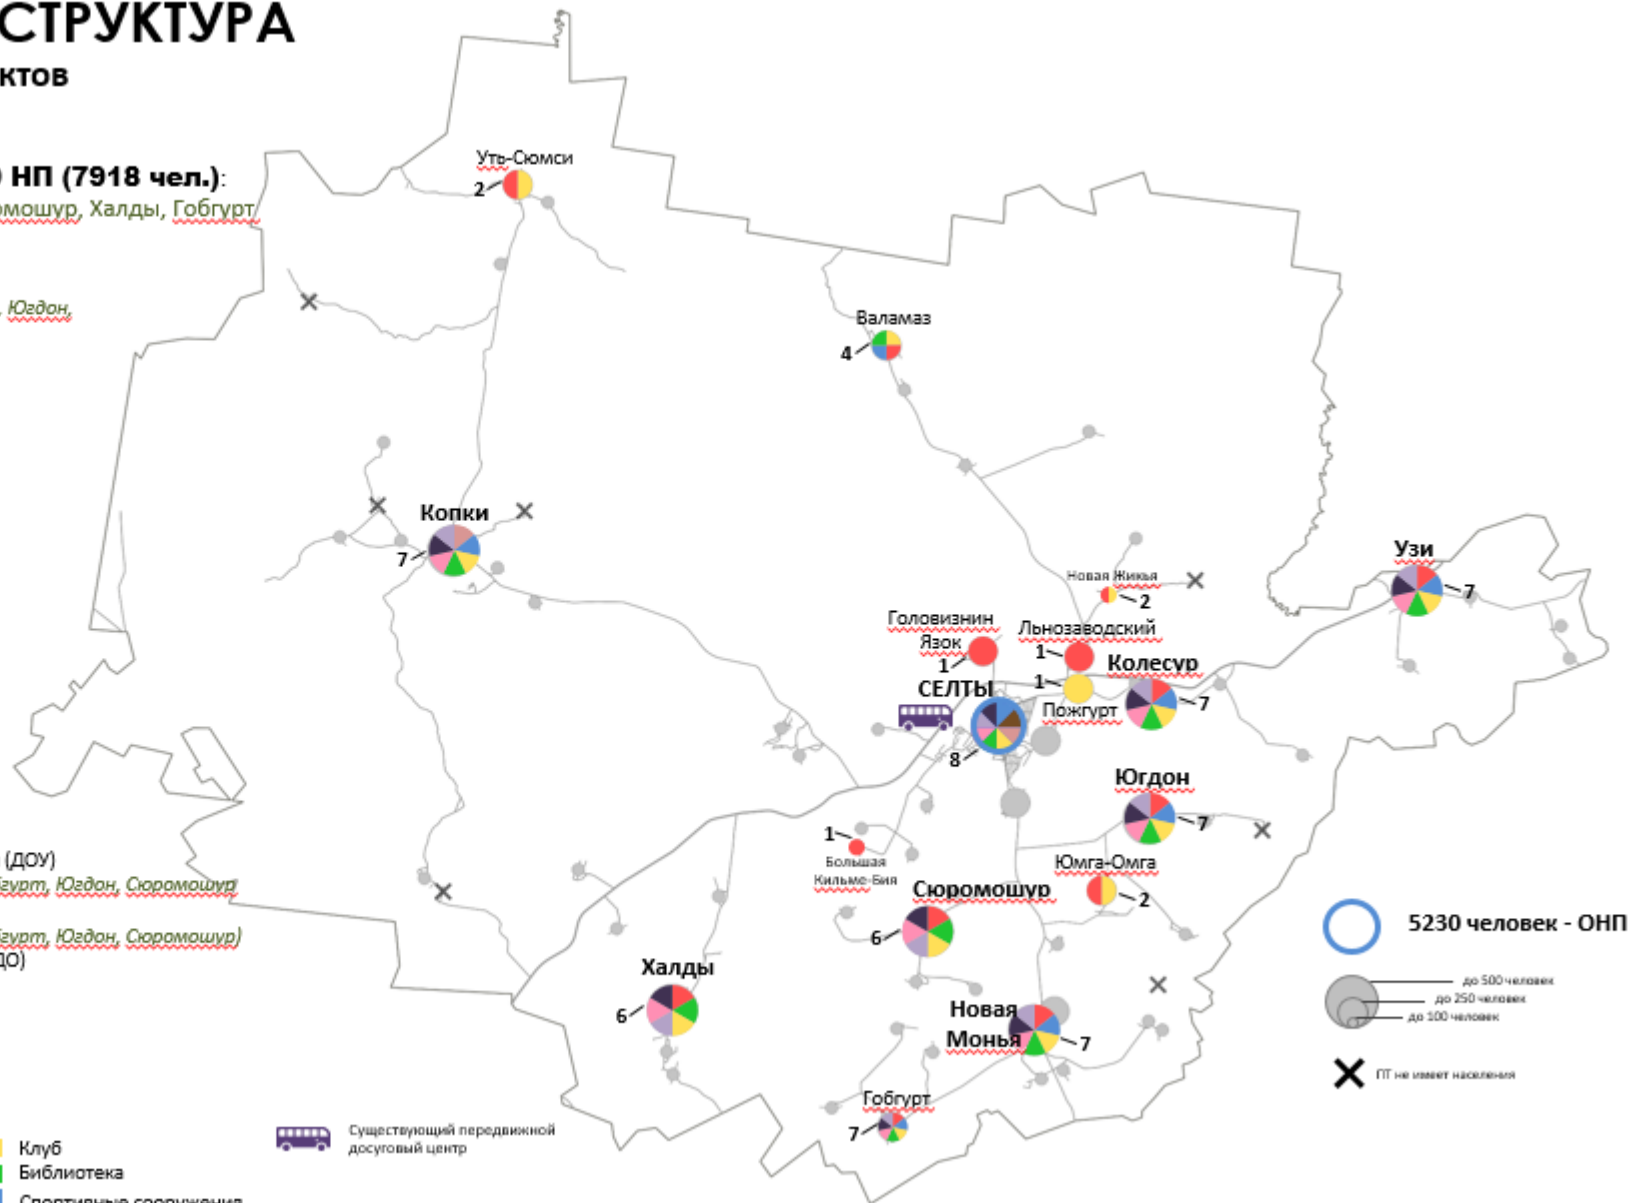 СТРУКТУРА
ктов
НП (7918 чел.):
омошур, Халды, Гобгурт
, Югдон,
Уть-Сюмси
2
Валамаз
4
Копки
7
Узи
7
Новая Жикья
2
Головизнин
Язок
1
Льнозаводский
1
1
Пожгурт
Колесур
7
СЕЛТЫ
8
Югдон
7
1
Большая
Кильме-Бия
Юмга-Омга
2
Сюромошур
6
Халды
6
Новая
Монья
7
Гобгурт
7
(ДОУ)
гурт, Югдон, Сюромошур
гурт, Югдон, Сюромошур)
ДО)
5230 человек - ОНП
до 500 человек
до 250 человек
до 100 человек
ПТ не имеет населения
Существующий передвижной
досуговый центр
Клуб
Библиотека
Спортивные сооружения